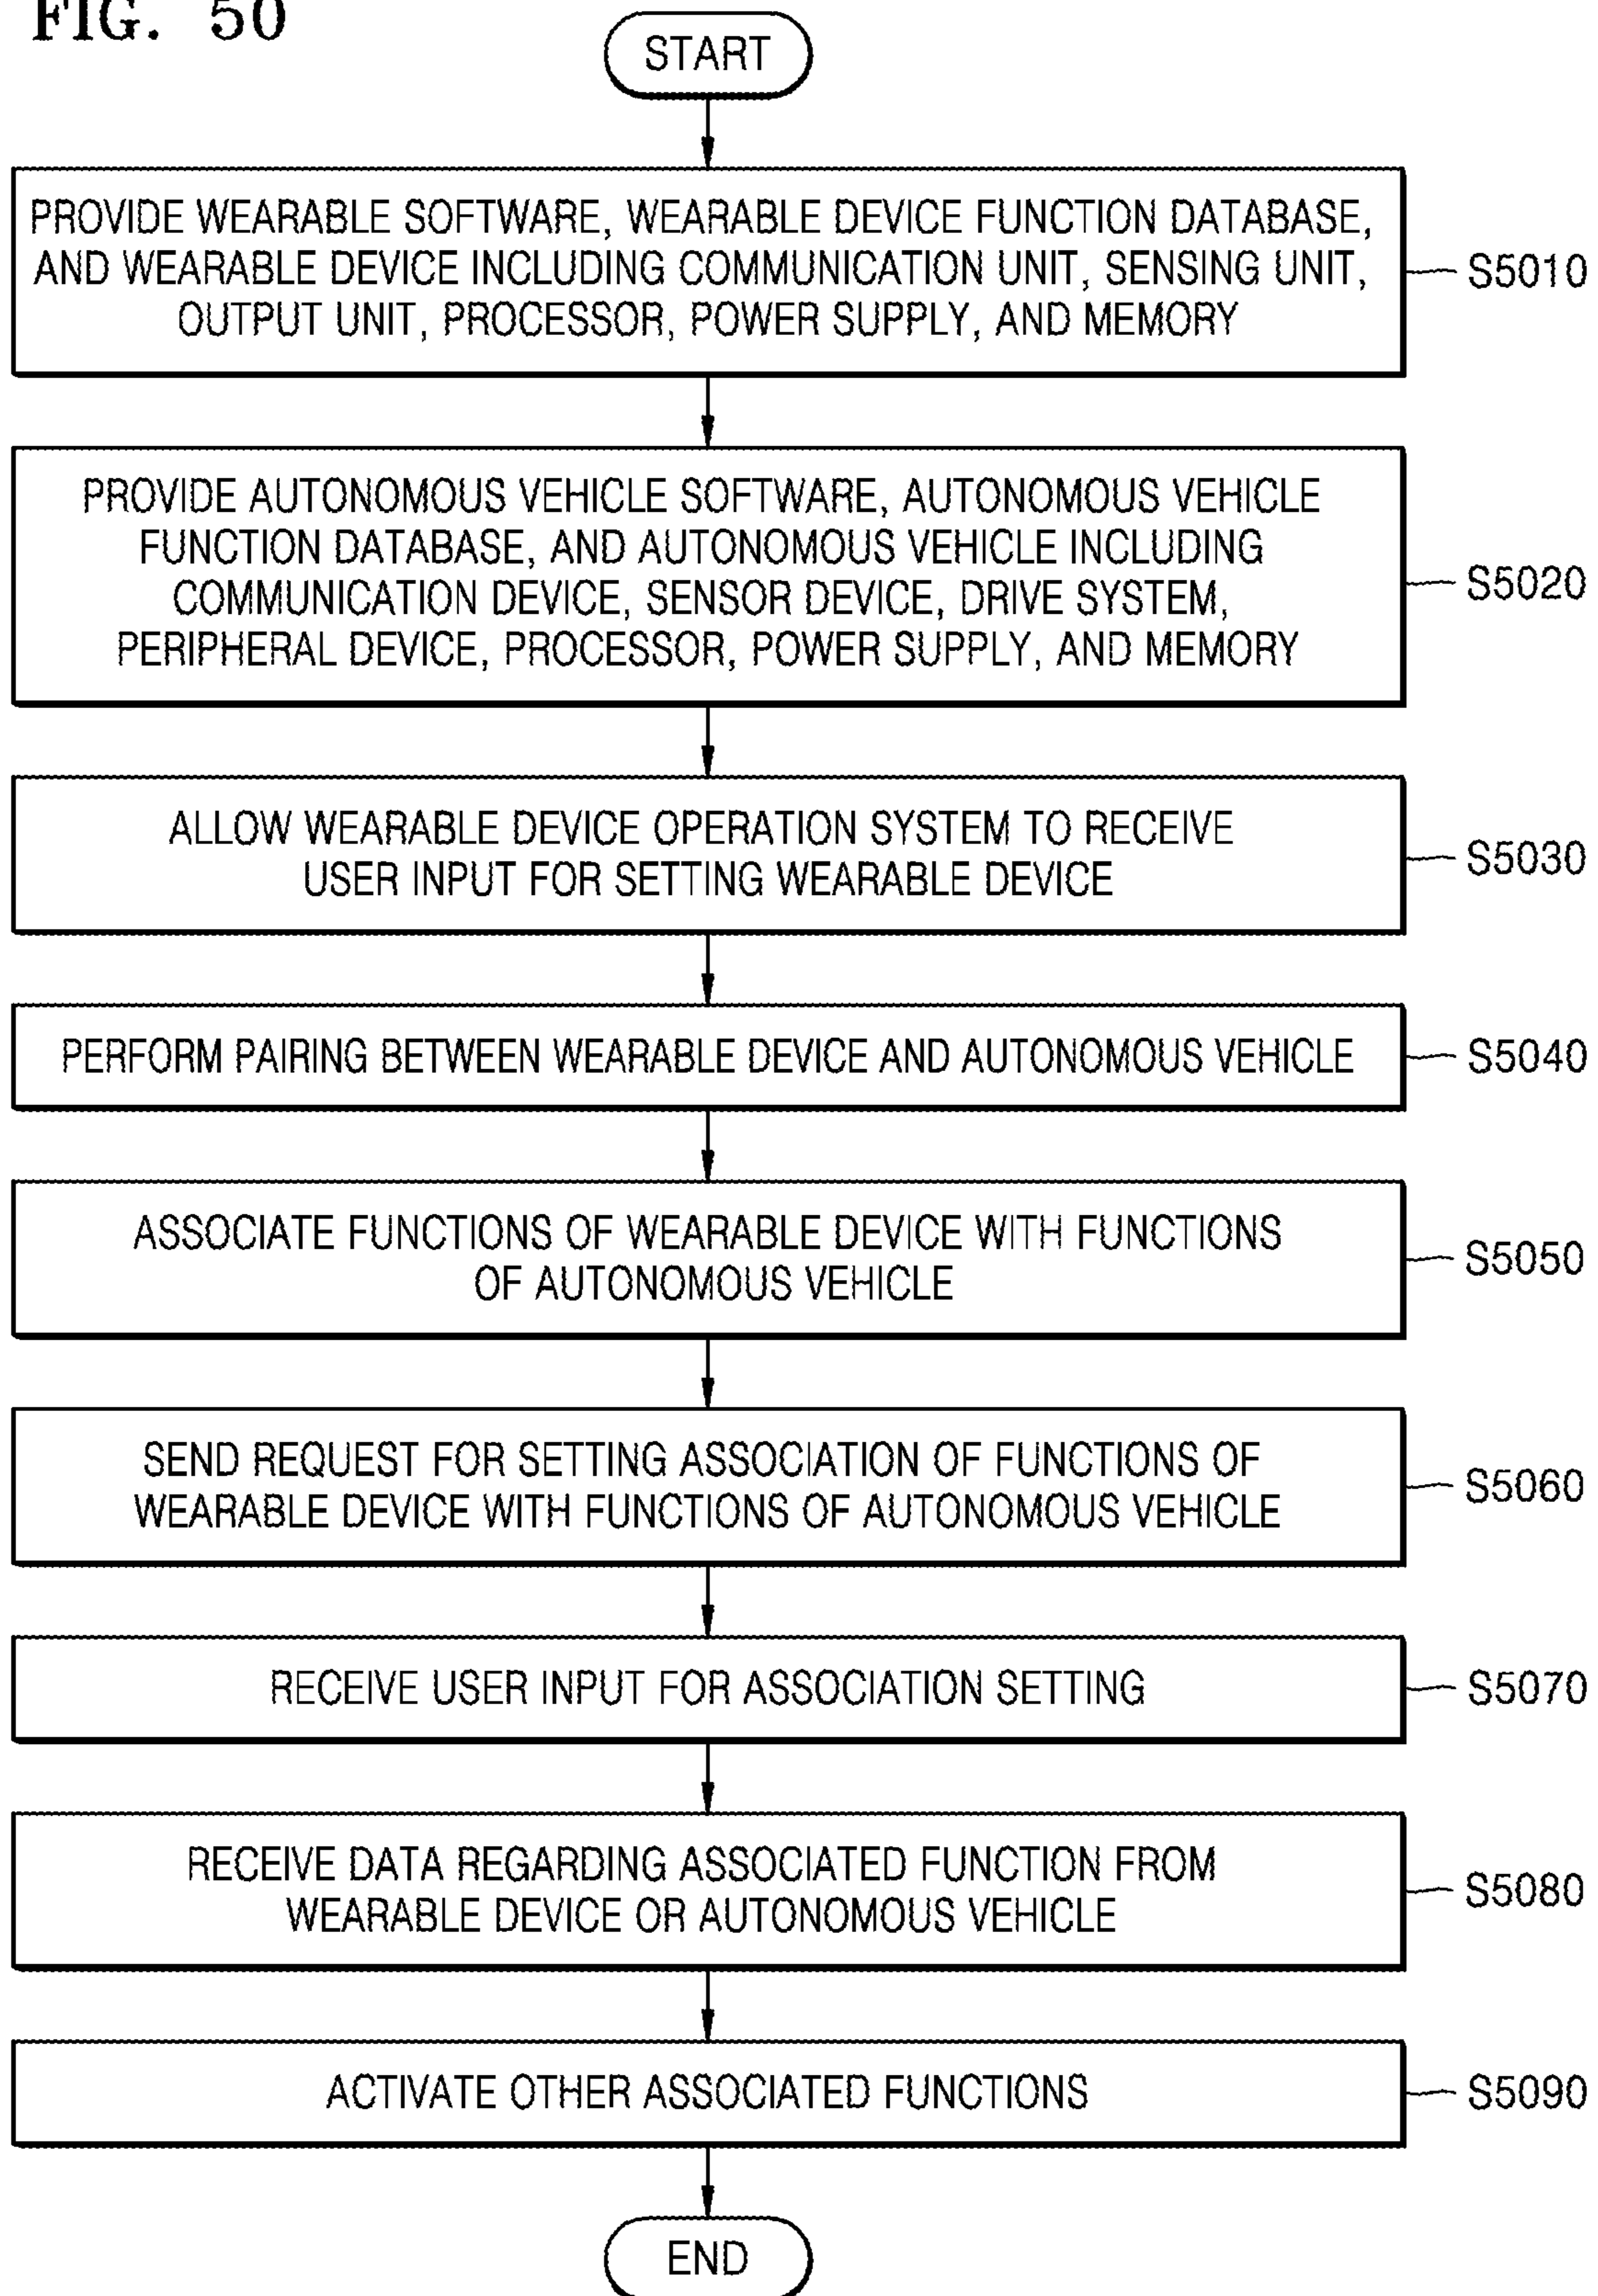 FIG. 50
START
PROVIDE WEARABLE SOFTWARE, WEARABLE DEVICE FUNCTION DATABASE,
AND WEARABLE DEVICE INCLUDING COMMUNICATION UNIT, SENSING UNIT,
OUTPUT UNIT, PROCESSOR, POWER SUPPLY, AND MEMORY
S5010
PROVIDE AUTONOMOUS VEHICLE SOFTWARE, AUTONOMOUS VEHICLE
FUNCTION DATABASE, AND AUTONOMOUS VEHICLE INCLUDING
COMMUNICATION DEVICE, SENSOR DEVICE, DRIVE SYSTEM,
PERIPHERAL DEVICE, PROCESSOR, POWER SUPPLY, AND MEMORY
S5020
ALLOW WEARABLE DEVICE OPERATION SYSTEM TO RECEIVE
USER INPUT FOR SETTING WEARABLE DEVICE
S5030
PERFORM PAIRING BETWEEN WEARABLE DEVICE AND AUTONOMOUS VEHICLE
S5040
ASSOCIATE FUNCTIONS OF WEARABLE DEVICE WITH FUNCTIONS
OF AUTONOMOUS VEHICLE
S5050
SEND REQUEST FOR SETTING ASSOCIATION OF FUNCTIONS OF
WEARABLE DEVICE WITH FUNCTIONS OF AUTONOMOUS VEHICLE
S5060
RECEIVE USER INPUT FOR ASSOCIATION SETTING
S5070
RECEIVE DATA REGARDING ASSOCIATED FUNCTION FROM
WEARABLE DEVICE OR AUTONOMOUS VEHICLE
S5080
ACTIVATE OTHER ASSOCIATED FUNCTIONS
S5090
END